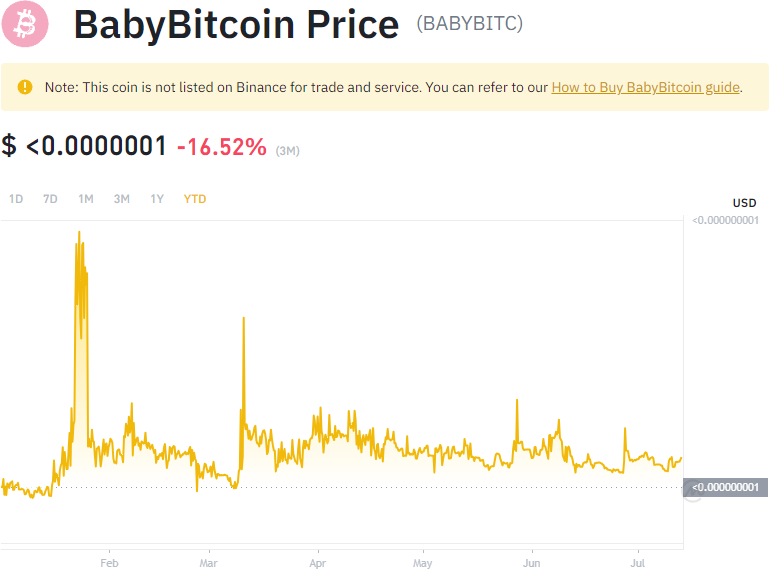 BabyBitcoin Price (BABYBITC)
Note: This coin is not listed on Binance for trade and service. You can refer to our How to Buy BabyBitcoin guide.
$ <0.0000001 -16.52% (3M)
1D 7D 1M 3M 1Y YTD
USD
<0.000000001
<0.000000001
Feb Mar Apr May Jun Jul